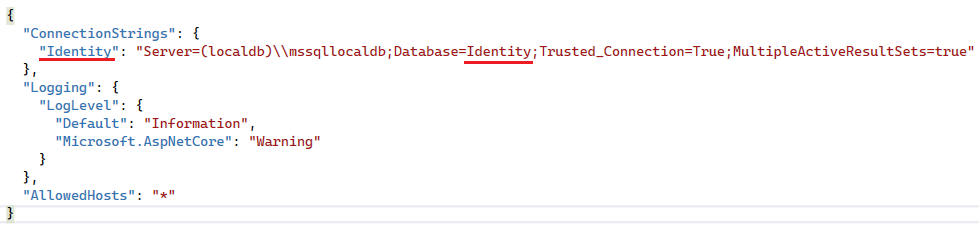 {
"ConnectionStrings": {
"Identity": "Server=(localdb)\\mssqllocaldb;Database=Identity;Trusted_Connection=True;MultipleActiveResultSets=true"
},
"Logging": {
"LogLevel": {
"Default": "Information",
"Microsoft.AspNetCore": "Warning"
}
},
"AllowedHosts": "*"
}